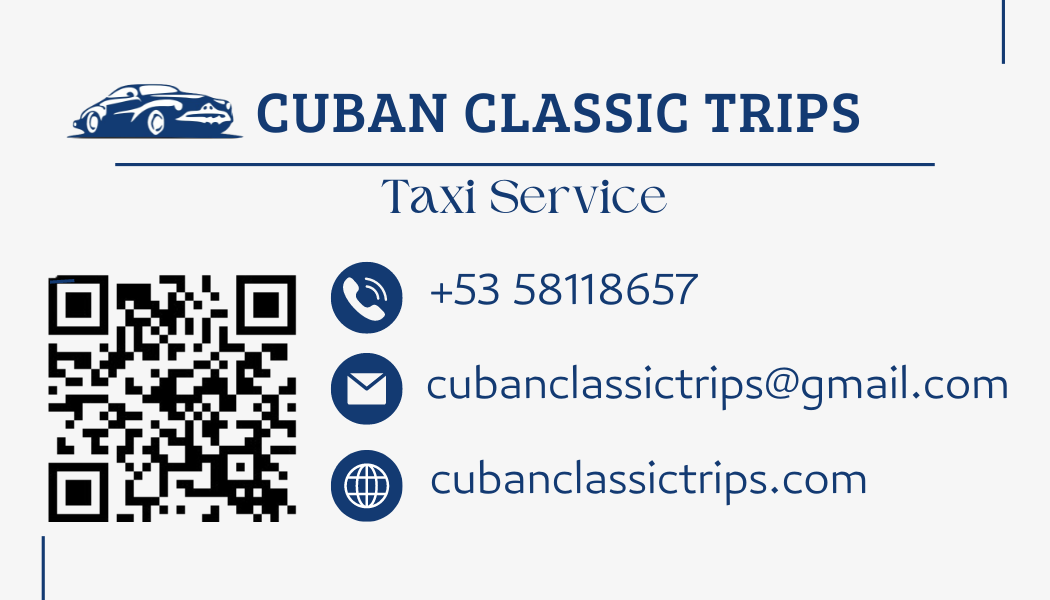 CUBAN CLASSIC TRIPS
Taxi Service
+53 58118657
cubanclassictrips@gmail.com
cubanclassictrips.com